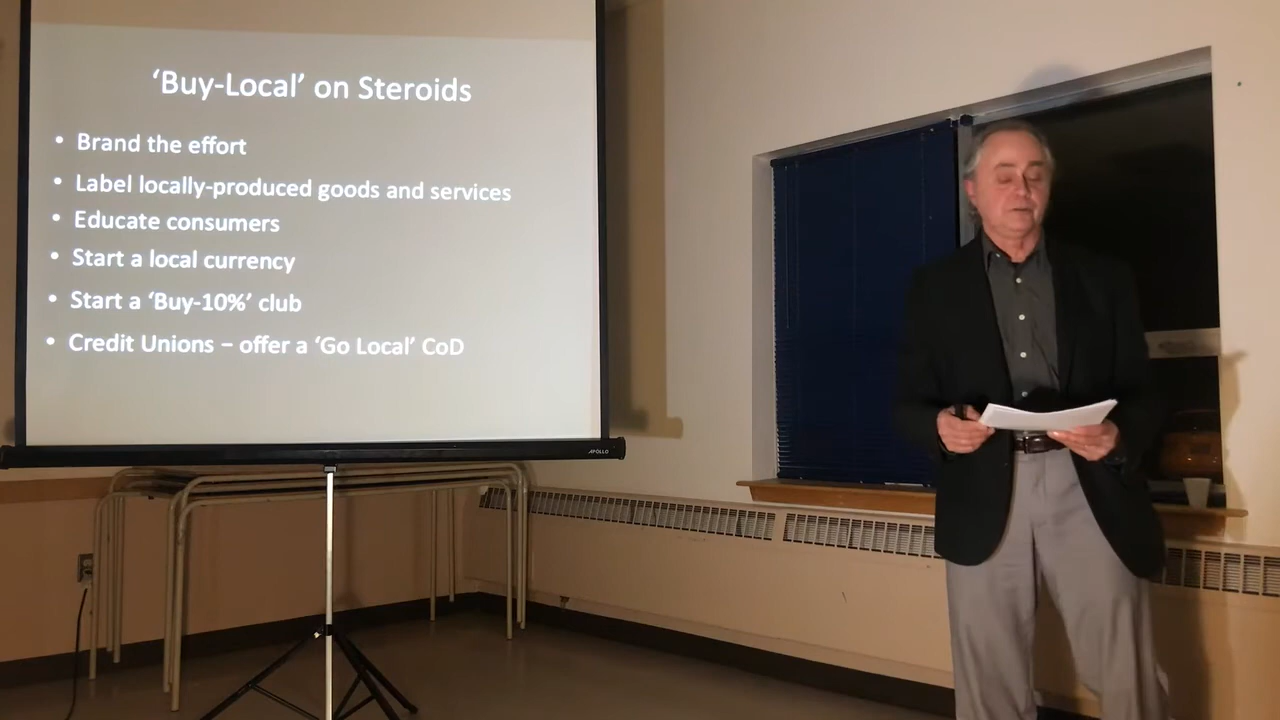 ‘Buy-Local’ on Steroids
• Brand the effort
• Label locally-produced goods and services
• Educate consumers
• Start a local currency
• Start a ‘Buy-10%’ club
• Credit Unions – offer a ‘Go Local’ CoD
APOLLO